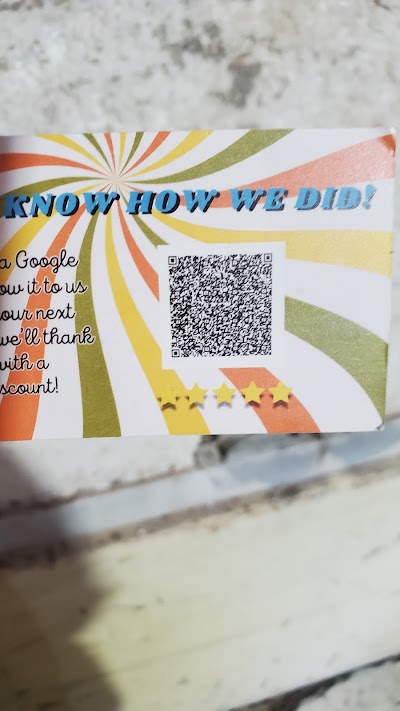 KNOW HOW WE DID!
a Google
ow it to us
our next
we'll thank
with a
scount!